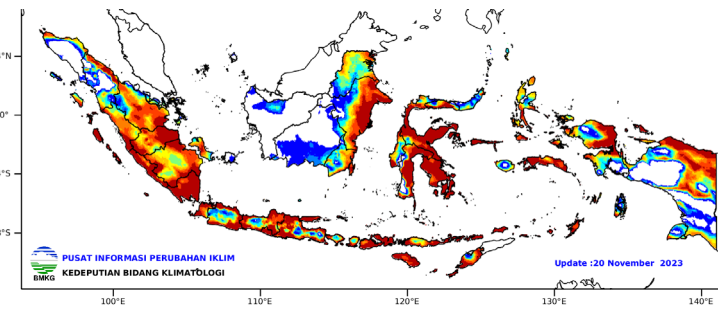 °N
0°
°S
°S
PUSAT INFORMASI PERUBAHAN IKLIM
KEDEPUTIAN BIDANG KLIMATOLOGI
BMKG
Update :20 November 2023
100°E
110°E
120°E
130°E
140°E